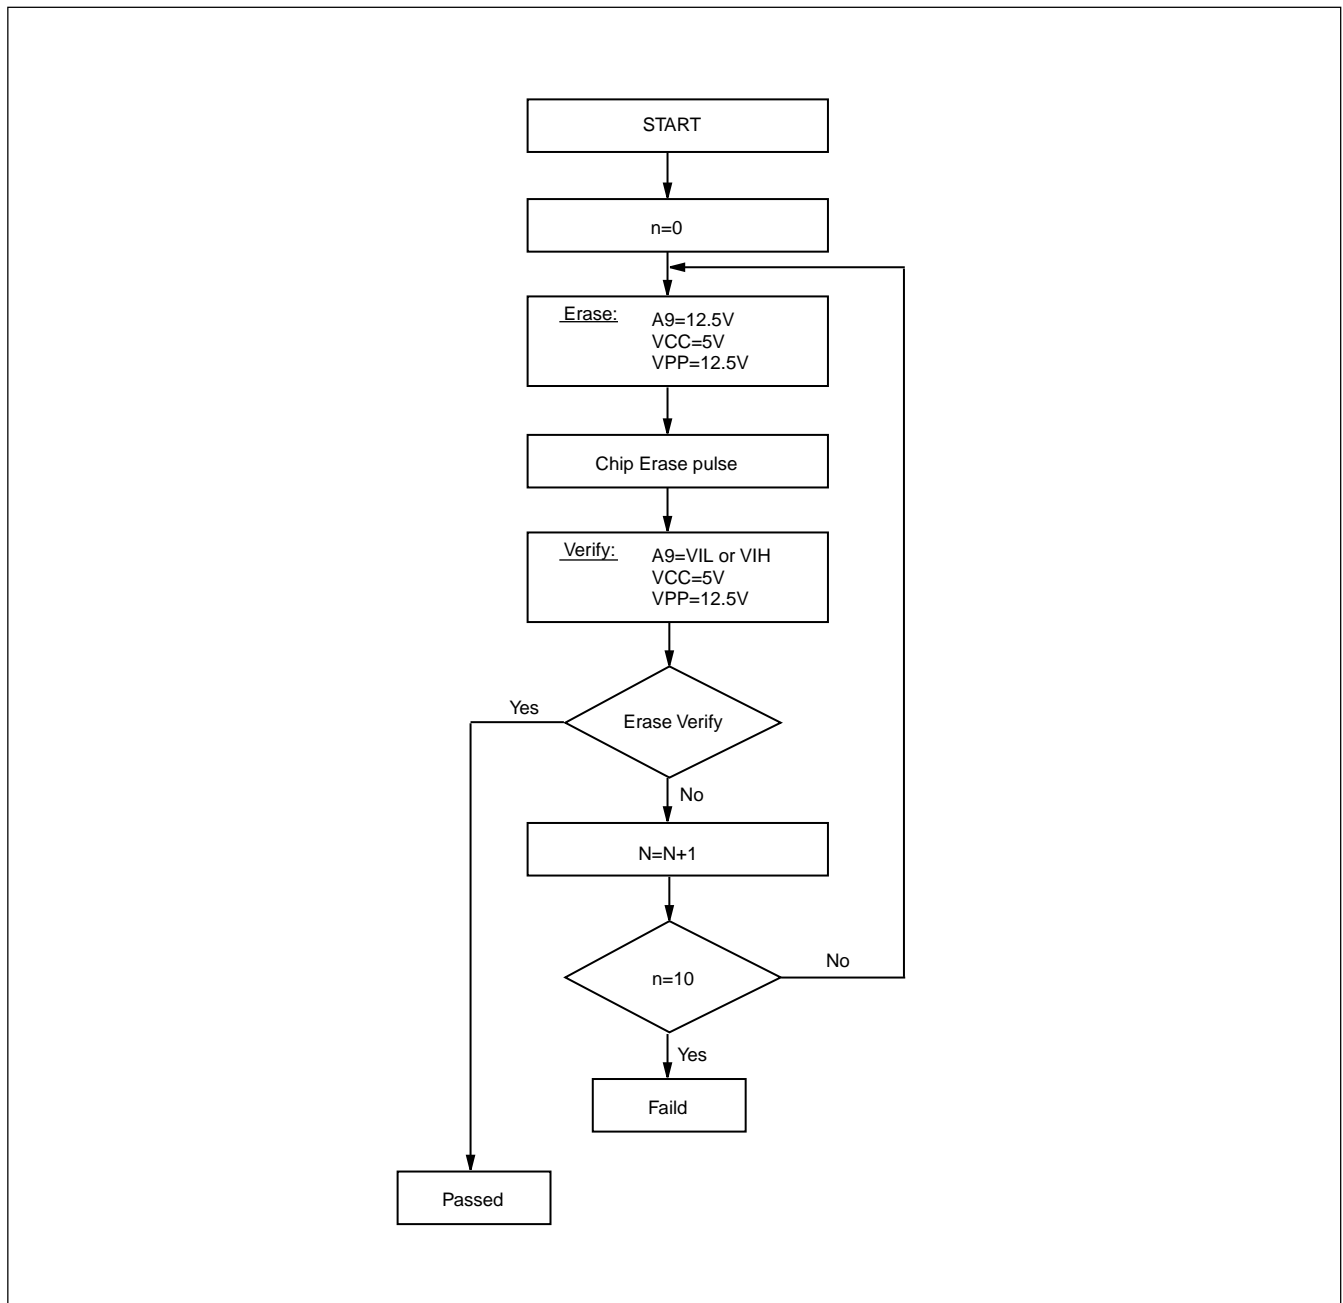 START
n=0
Erase:
A9=12.5V
VCC=5V
VPP=12.5V
Chip Erase pulse
Verify:
A9=VIL or VIH
VCC=5V
VPP=12.5V
Yes
Erase Verify
No
N=N+1
n=10
No
Yes
Faild
Passed